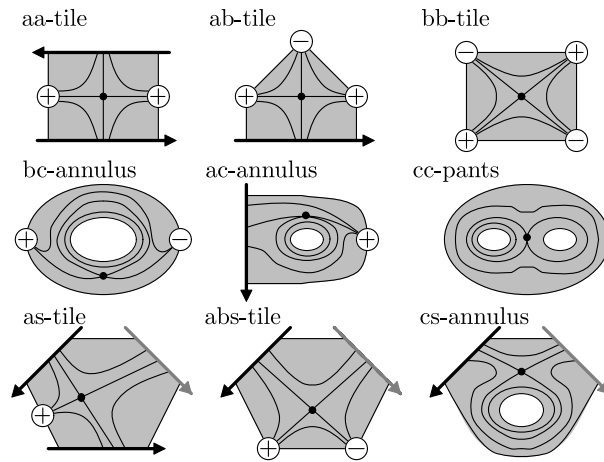 aa-tile ab-tile bb-tile
−
− +
+ + + +
+ −
bc-annulus ac-annulus cc-pants
+ − +
as-tile abs-tile cs-annulus
+
+ −